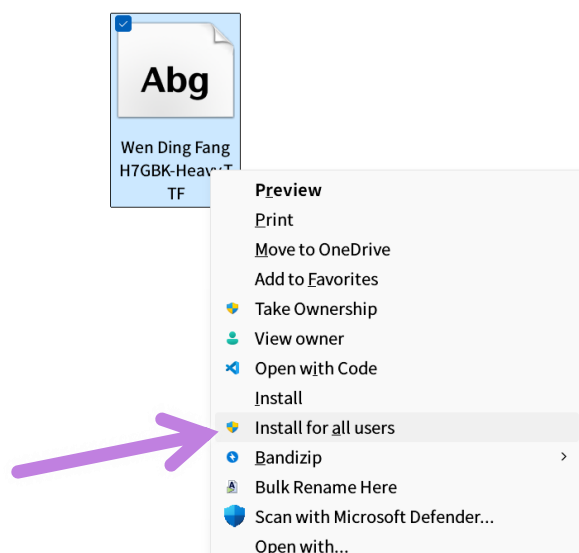 Abg
Wen Ding Fang
H7GBK-Heavy.T
TF
Preview
Print
Move to OneDrive
Add to Favorites
Take Ownership
View owner
Open with Code
Install
Install for all users
Bandizip
Bulk Rename Here
Scan with Microsoft Defender...
Open with...